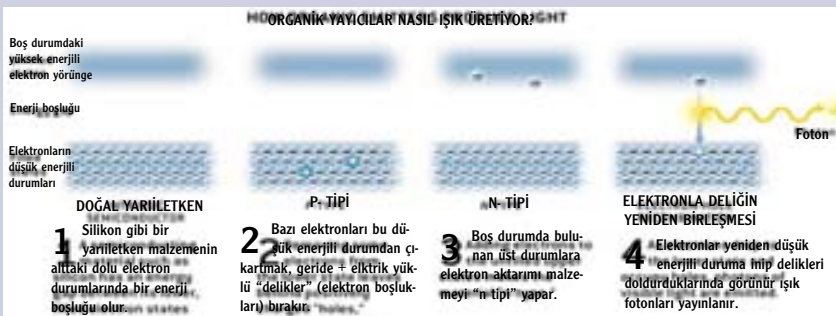 ORGANİK YAYICILAR NASIL IŞIK ÜRETİYOR?
Boş durumdaki
yüksek enerjili
elektron yörünge
Enerji boşluğu
Foton
Elektronların
düşük enerjili
durumları
DOĞAL YARIİLETKEN
1 Silikon gibi bir
yarıiletken malzemenin
alttaki dolu elektron
durumlarında bir enerji
boşluğu olur.
P- TİPİ
2 Bazı elektronları bu dü-
şük enerjili durumdan çı-
kartmak, geride + elktrik yük-
lü “delikler” (elektron boşluk-
ları) bırakır.
N- TİPİ
3 Boş durumda bulu-
nan üst durumlara
elektron aktarımı malze-
meyi “n tipi” yapar.
ELEKTRONLA DELİĞİN
YENİDEN BİRLEŞMESİ
4 Elektronlar yeniden düşük
enerjili duruma inip delikleri
doldurduklarında görünür ışık
fotonları yayınlanır.